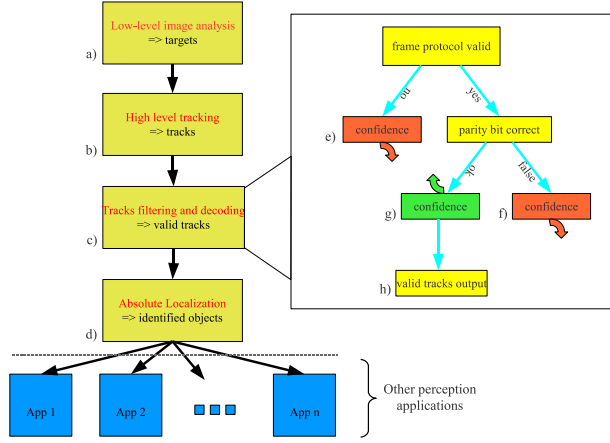 Low-level image analysis
=> targets
a)
High level tracking
=> tracks
b)
Tracks filtering and decoding
=> valid tracks
c)
Absolute Localization
=> identified objects
d)
App 1
App 2
App n
Other perception
applications
frame protocol valid
no
yes
e)
confidence
parity bit correct
ok
false
g)
confidence
f)
confidence
h)
valid tracks output